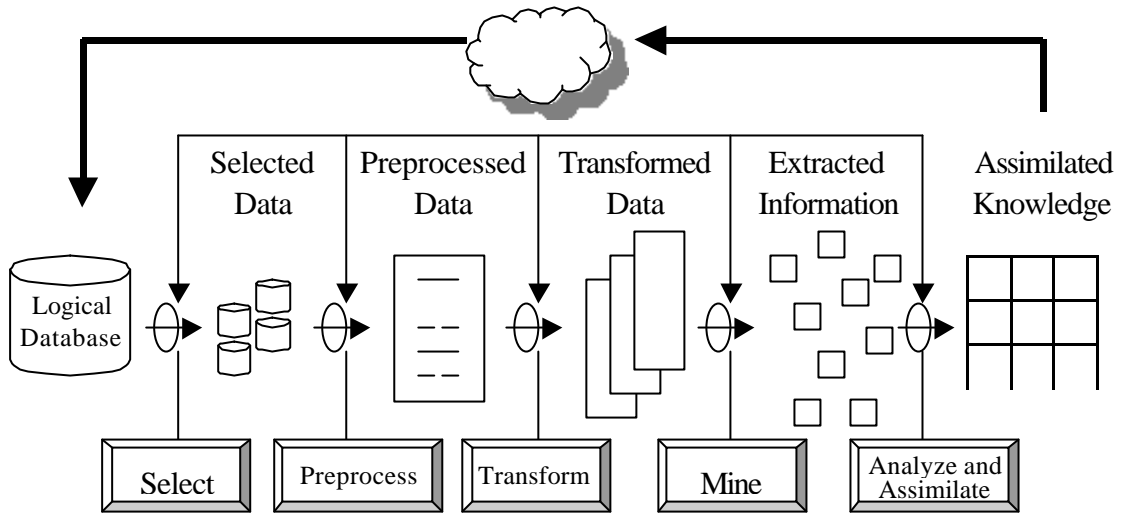 Selected
Data
Preprocessed
Data
Transformed
Data
Extracted
Information
Assimilated
Knowledge
Logical
Database
Select
Preprocess
Transform
Mine
Analyze and
Assimilate